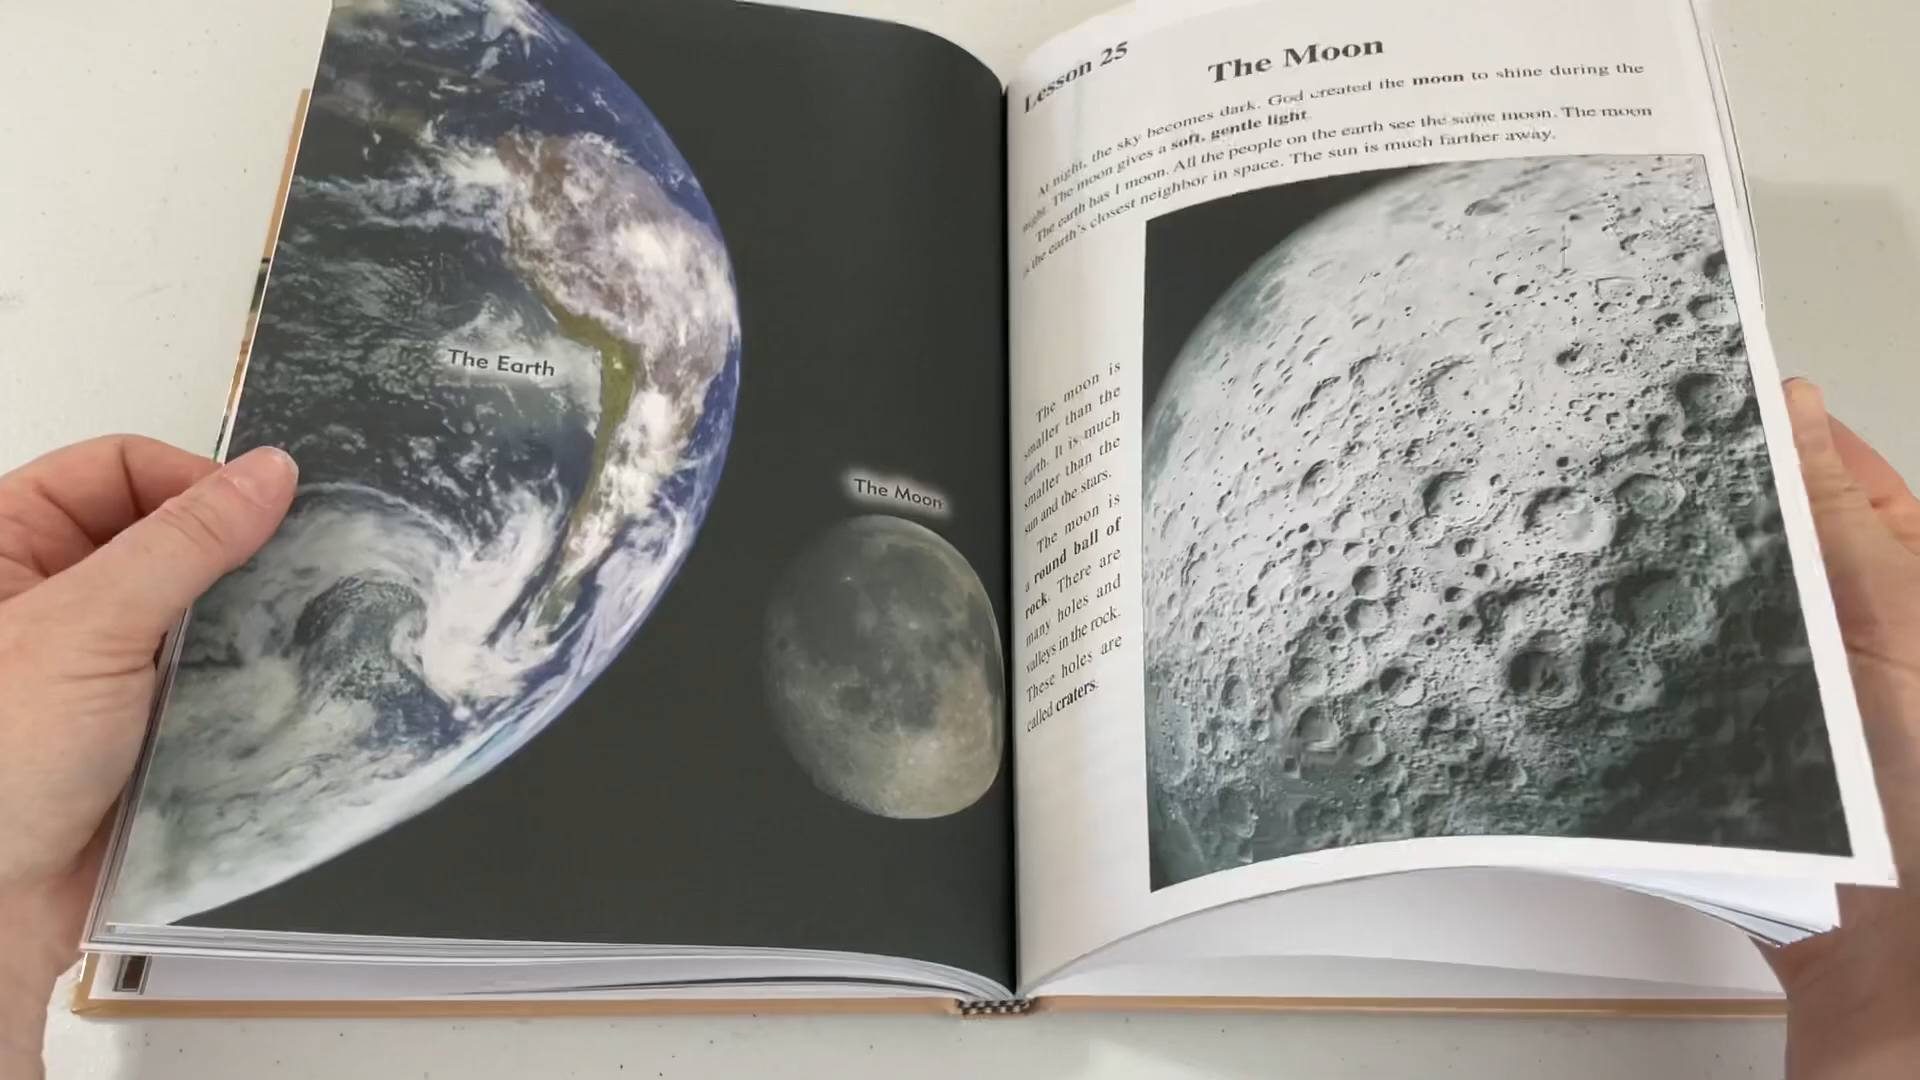 The Earth
The Moon
Lesson 25
The Moon
At night, the sky becomes dark. God created the moon to shine during the
night. The moon gives a soft, gentle light.
The earth has 1 moon. All the people on the earth see the same moon. The moon
is the earth's closest neighbor in space. The sun is much farther away.
The moon is
smaller than the
earth. It is much
smaller than the
sun and the stars.
The moon is
a round ball of
rock. There are
many holes and
valleys in the rock.
These holes are
called craters.